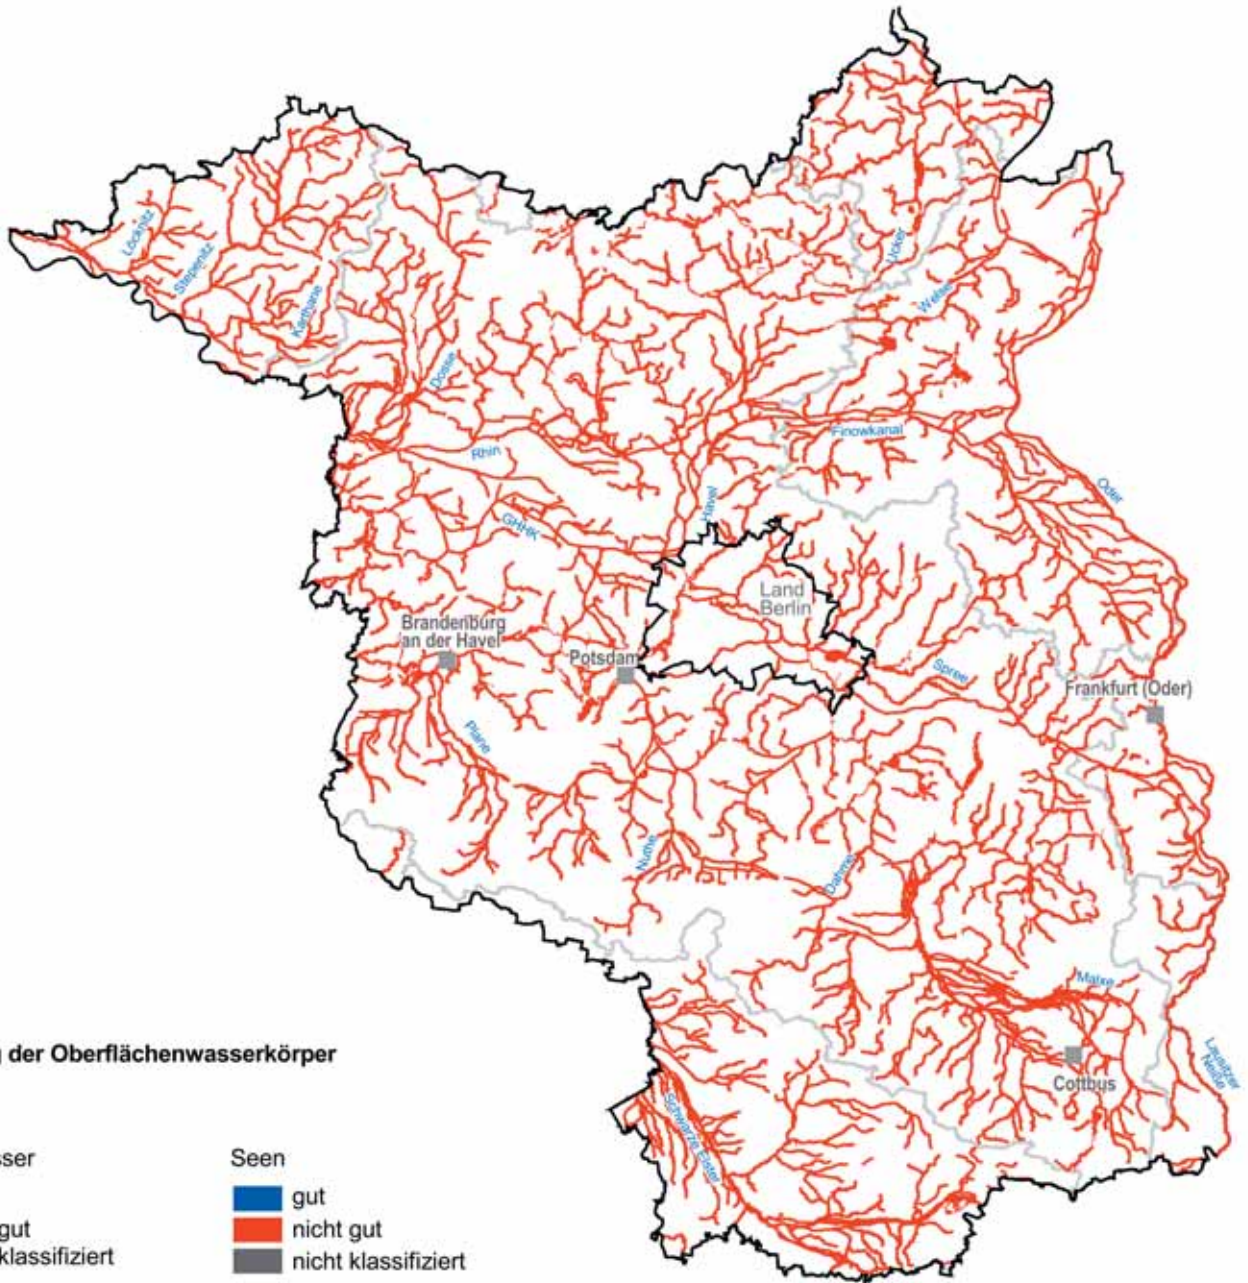 Löcknitz
Stepenitz
Karthane
Dosse
Rhin
GHHK
Ucker
Welse
Finowkanal
Oder
Havel
Land
Berlin
Brandenburg
an der Havel
Potsdam
Spree
Frankfurt (Oder)
Plane
Nuthe
Dahme
Malxe
Cottbus
Lausitzer
Neiße
Schwarze Elster
der Oberflächenwasserkörper
Seen
gut
gut
nicht gut
klassifiziert
nicht klassifiziert